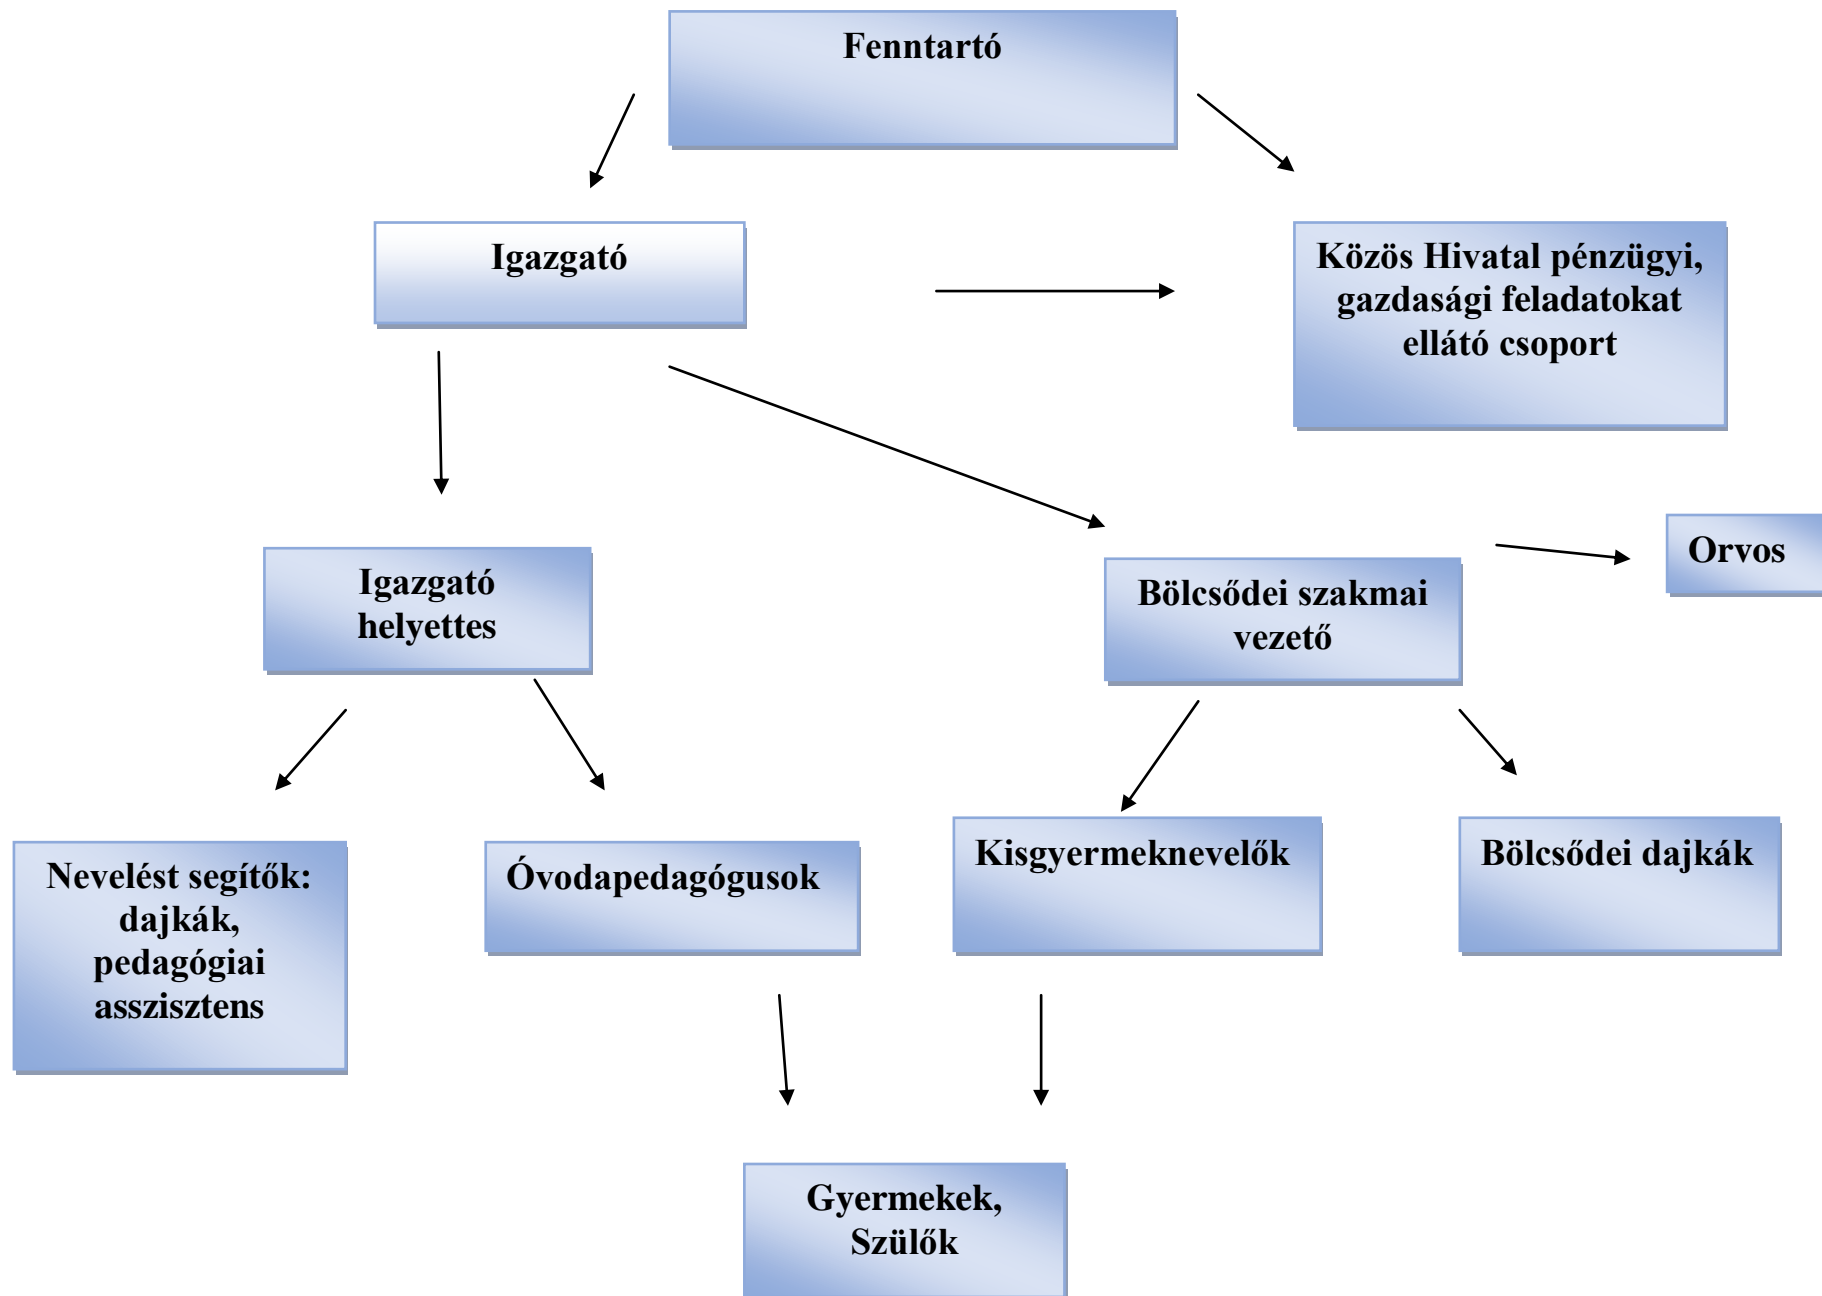 Fenntartó
Igazgató
Közös Hivatal pénzügyi,
gazdasági feladatokat
ellátó csoport
Orvos
Igazgató
helyettes
Bölcsődei szakmai
vezető
Nevelést segítők:
dajkák,
pedagógiai
asszisztens
Óvodapedagógusok
Kisgyermeknevelők
Bölcsődei dajkák
Gyermekek,
Szülők